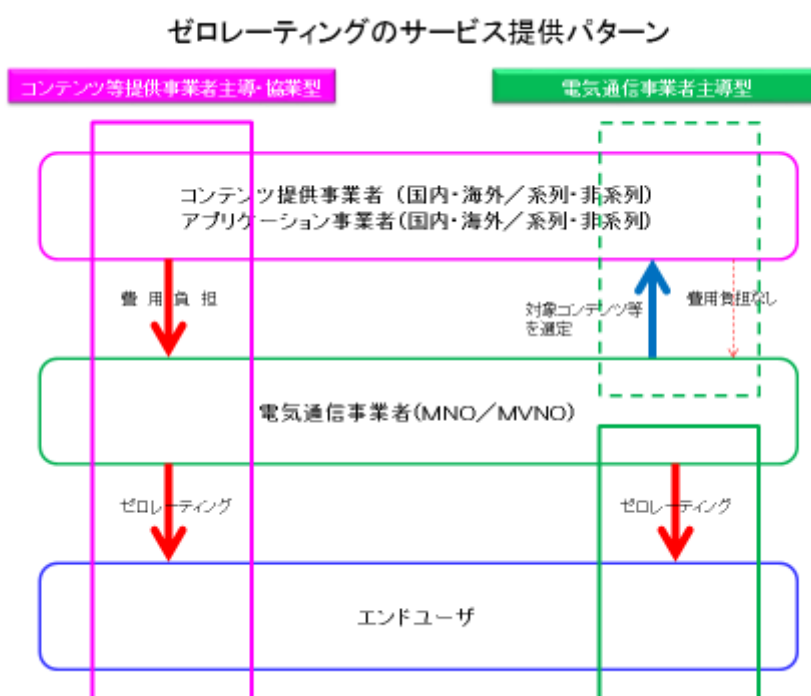 ゼロレーティングのサービス提供パターン
コンテンツ等提供事業者主導・協業型
電気通信事業者主導型
コンテンツ提供事業者（国内・海外／系列・非系列）
アプリケーション事業者(国内・海外／系列・非系列)
費用負担
対象コンテンツ等
を選定
費用負担なし
電気通信事業者(MNO／MVNO)
ゼロレーティング
ゼロレーティング
エンドユーザ